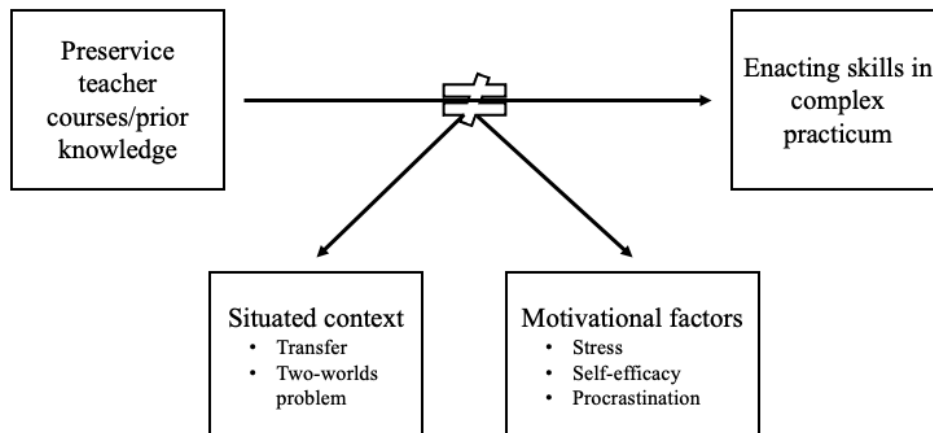 Preservice
teacher
courses/prior
knowledge
Enacting skills in
complex
practicum
Situated context
• Transfer
• Two-worlds
problem
Motivational factors
• Stress
• Self-efficacy
• Procrastination